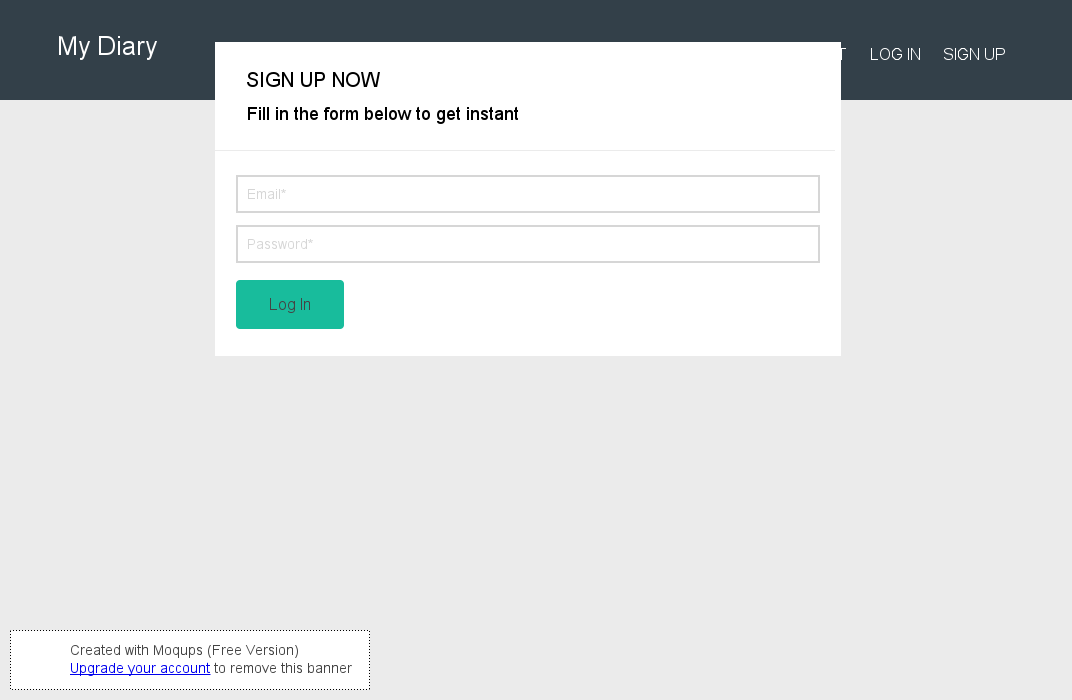 My Diary
LOG IN
SIGN UP
SIGN UP NOW
Fill in the form below to get instant
Email*
Password*
Log In
Created with Moqups (Free Version)
Upgrade your account to remove this banner